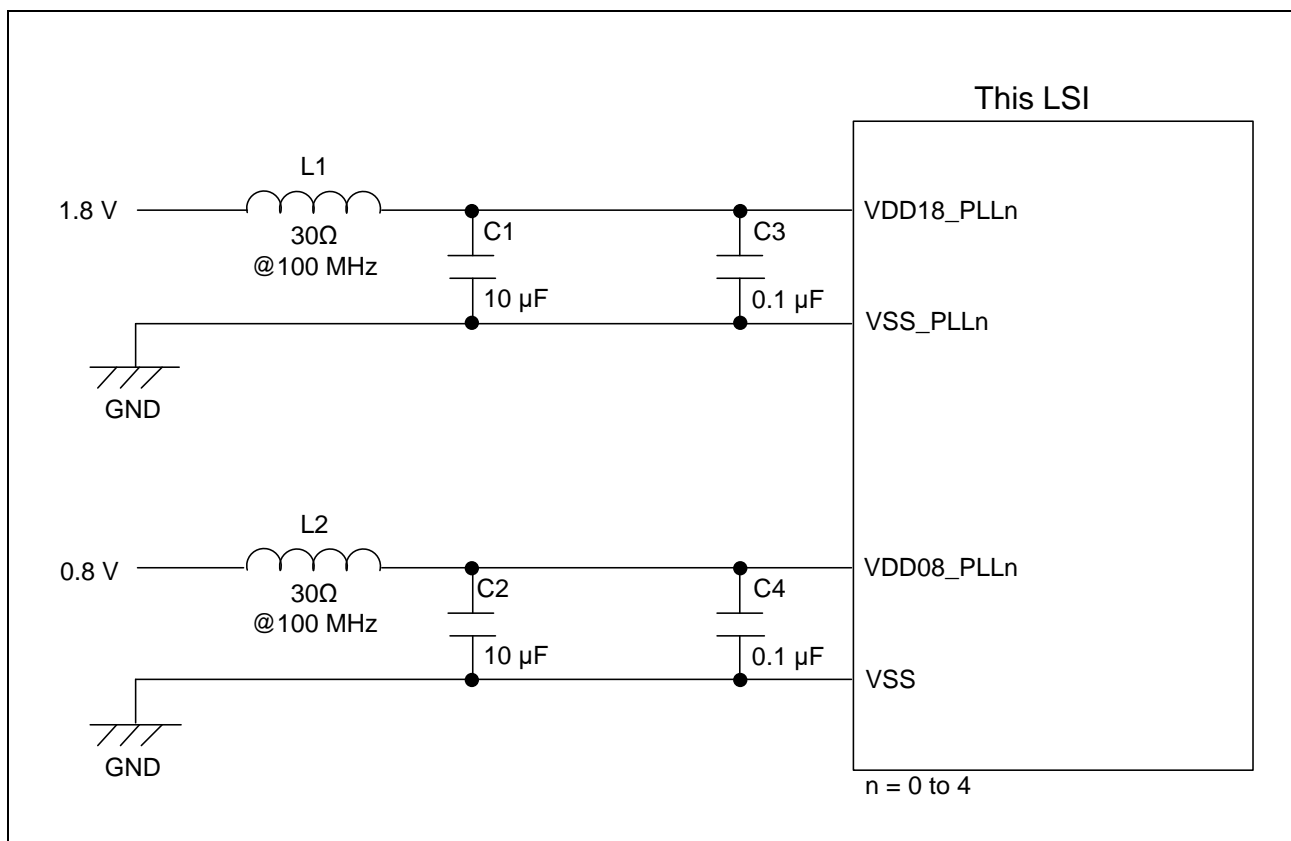 This LSI
L1
1.8 V
VDD18_PLLn
C1
C3
30Ω
@100 MHz
10 µF
0.1 µF
VSS_PLLn
GND
L2
0.8 V
VDD08_PLLn
C2
C4
30Ω
@100 MHz
10 µF
0.1 µF
VSS
GND
n = 0 to 4